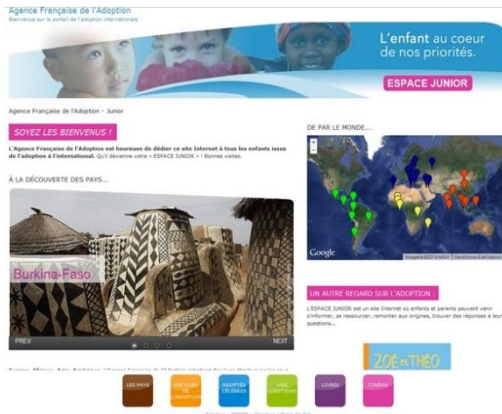 Agence Française de l'Adoption
Bienvenue sur le portail de l'adoption internationale
L'enfant au coeur
de nos priorités.
ESPACE JUNIOR
Agence Française de l'Adoption - Junior
SOYEZ LES BIENVENUS !
L'Agence Française de l'Adoption est heureuse de dédier ce site Internet à tous les enfants issus
de l'adoption à l'international. Qu'il devienne votre « ESPACE JUNIOR » ! Bonnes visites.
À LA DÉCOUVERTE DES PAYS...
Burkina-Faso
PREV
NEXT
DE PAR LE MONDE...
Google
UN AUTRE REGARD SUR L'ADOPTION :
L'ESPACE JUNIOR est un site Internet où enfants et parents peuvent venir
s'informer, se ressourcer, remonter aux origines, trouver des réponses à leurs
questions...
ZOÉ et THÉO
LES PAYS
HISTOIRE
DE
L'ADOPTION
ADOPTÉS
CÉLÈBRES
VOS
QUESTIONS
LIVRES
CINÉMA